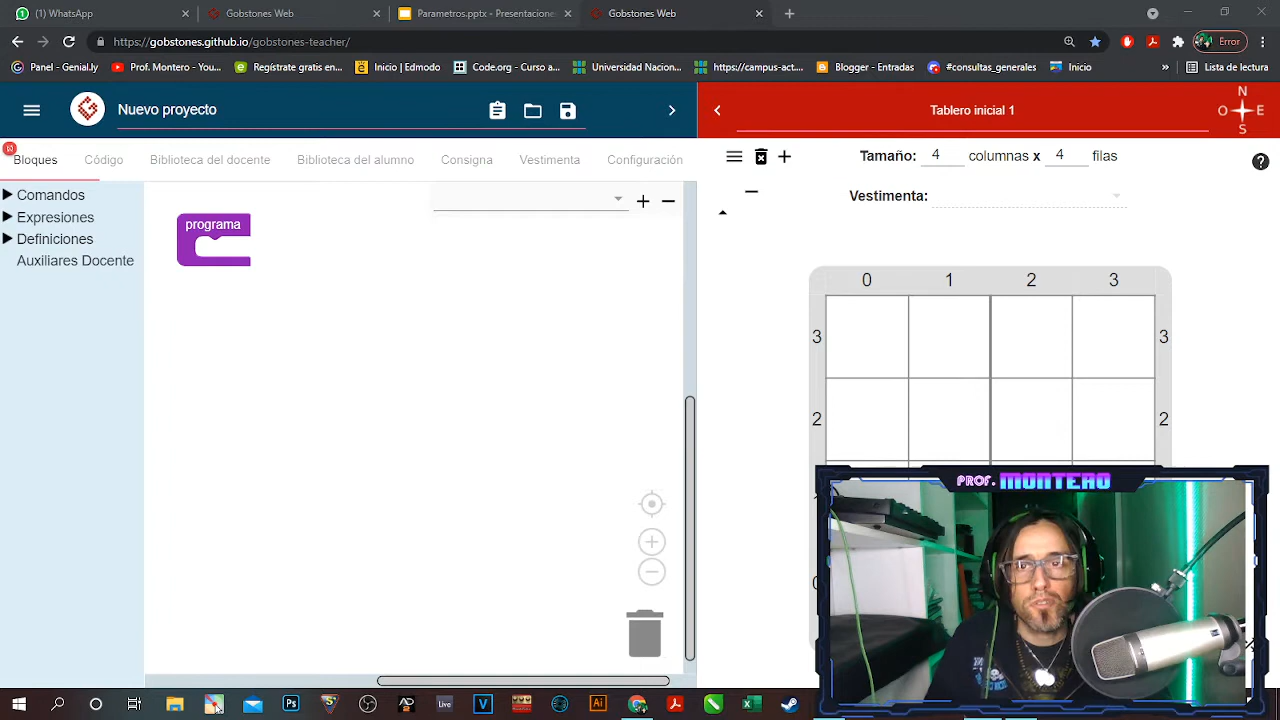 (1) WhatsApp
Gobstones Web
Parametros.pptx - Presentaciones
Gobstones Web
https://gobstones.github.io/gobstones-teacher/
Error
Panel - Genial.ly
Prof. Montero - You...
Regístrate gratis en...
Inicio | Edmodo
Code.org - Curso e...
Universidad Nacion...
https://campus-act...
Blogger - Entradas
#consultas_generales
Inicio
»
Lista de lectura
Nuevo proyecto
Tablero inicial 1
N
O E
S
Bloques
Código
Biblioteca del docente
Biblioteca del alumno
Consigna
Vestimenta
Configuración
Tamaño: 4 columnas x 4 filas
Vestimenta:
Comandos
Expresiones
Definiciones
Auxiliares Docente
programa
0 1 2 3
3 3
2 2
PROF. MONTERO